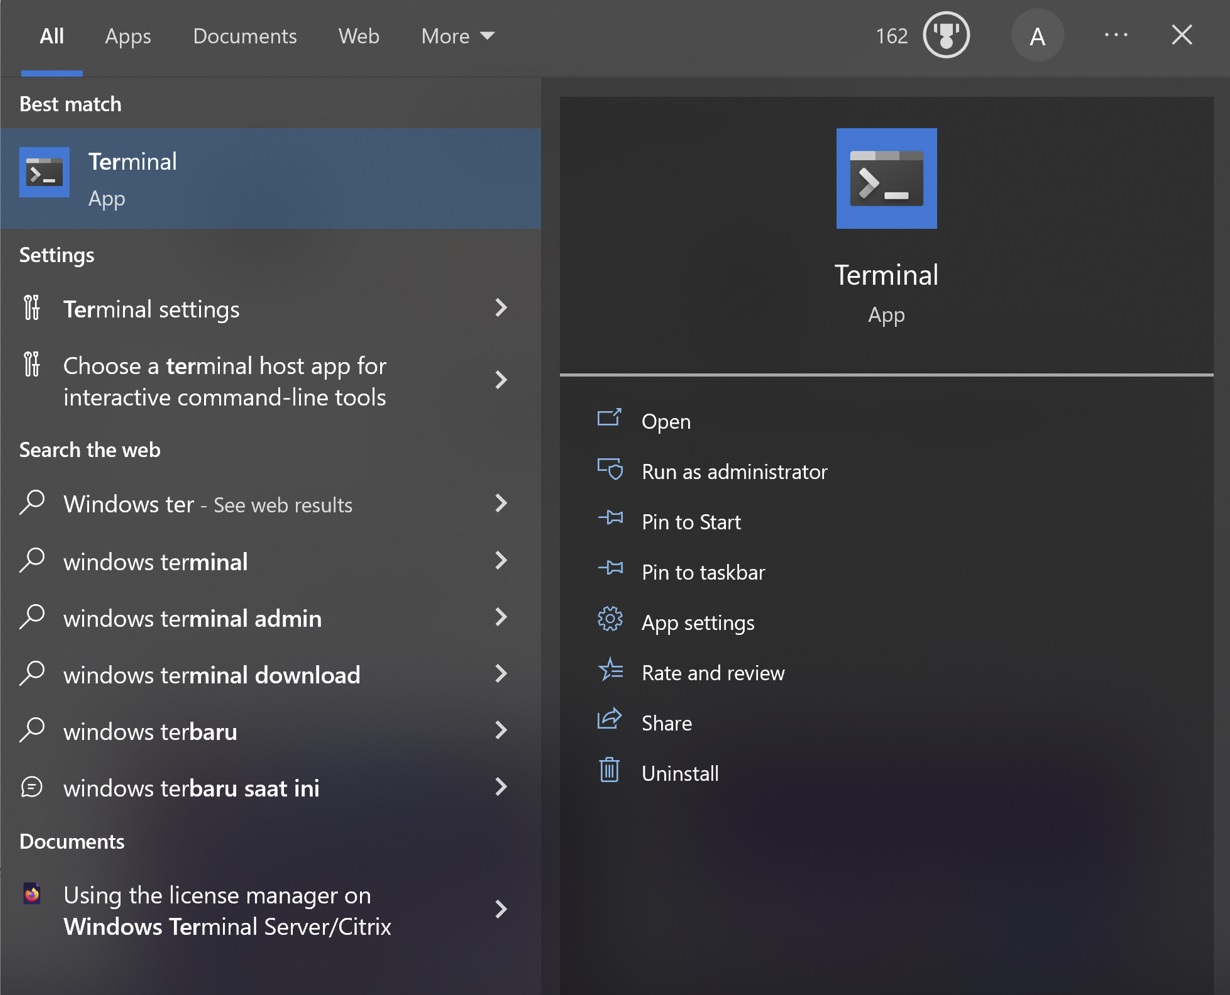 All Apps Documents Web More 162 A
Best match
Terminal
App
Settings
Terminal settings
Choose a terminal host app for
interactive command-line tools
Search the web
Windows ter - See web results
windows terminal
windows terminal admin
windows terminal download
windows terbaru
windows terbaru saat ini
Documents
Using the license manager on
Windows Terminal Server/Citrix
Terminal
App
Open
Run as administrator
Pin to Start
Pin to taskbar
App settings
Rate and review
Share
Uninstall